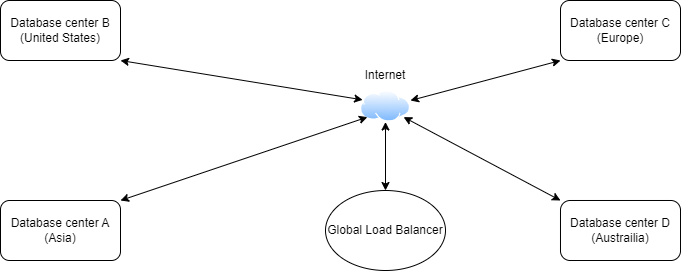 Database center B
(United States)
Database center C
(Europe)
Internet
Database center A
(Asia)
Global Load Balancer
Database center D
(Austrailia)